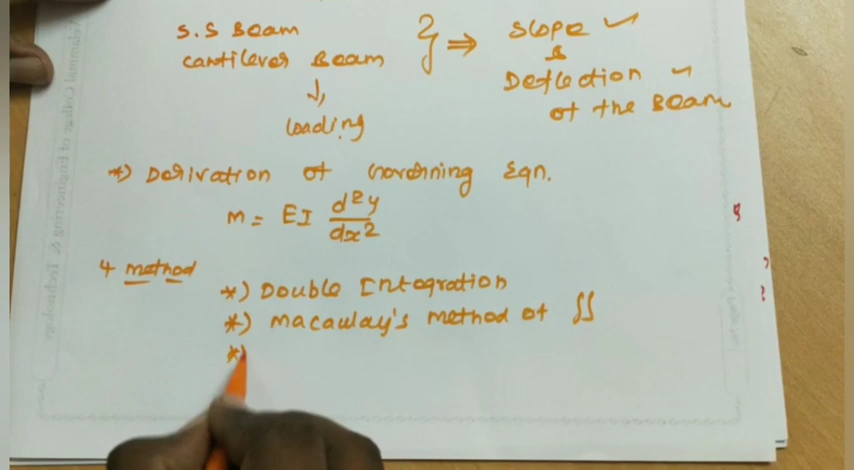 S.S Beam } ⇒ Slope ✓
cantilever Beam &
↓ Deflection ✓
Loading of the Beam
*) Derivation of Governing Eqn.
M = EI d²y/dx²
4 method
*) Double Integration
*) Macaulay's method of ∫∫
*)